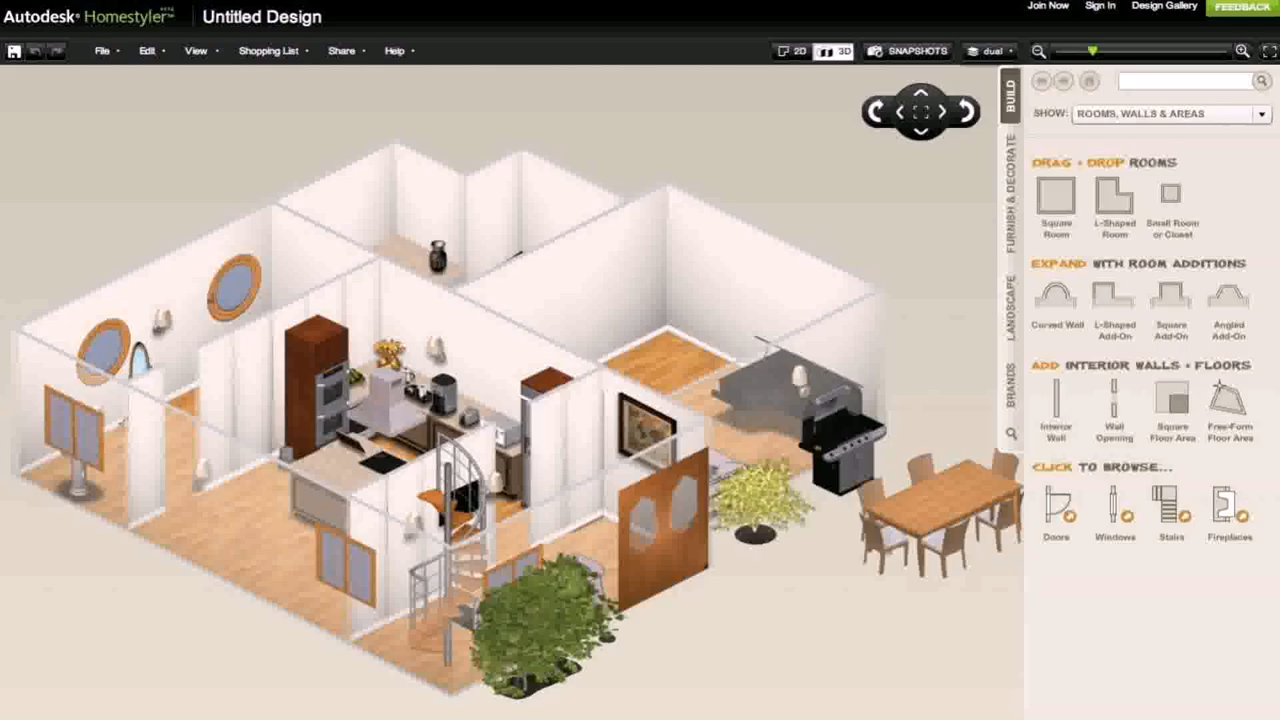 Autodesk® Homestyler™ BETA Untitled Design
Join Now Sign In Design Gallery FEEDBACK
File Edit View Shopping List Share Help
2D 3D SNAPSHOTS dual
BUILD
FURNISH & DECORATE
LANDSCAPE
BRANDS
SHOW: ROOMS, WALLS & AREAS
DRAG + DROP ROOMS
Square Room
L-Shaped Room
Small Room or Closet
EXPAND WITH ROOM ADDITIONS
Curved Wall
L-Shaped Add-On
Square Add-On
Angled Add-On
ADD INTERIOR WALLS + FLOORS
Interior Wall
Wall Opening
Square Floor Area
Free-Form Floor Area
CLICK TO BROWSE...
Doors Windows Stairs Fireplaces